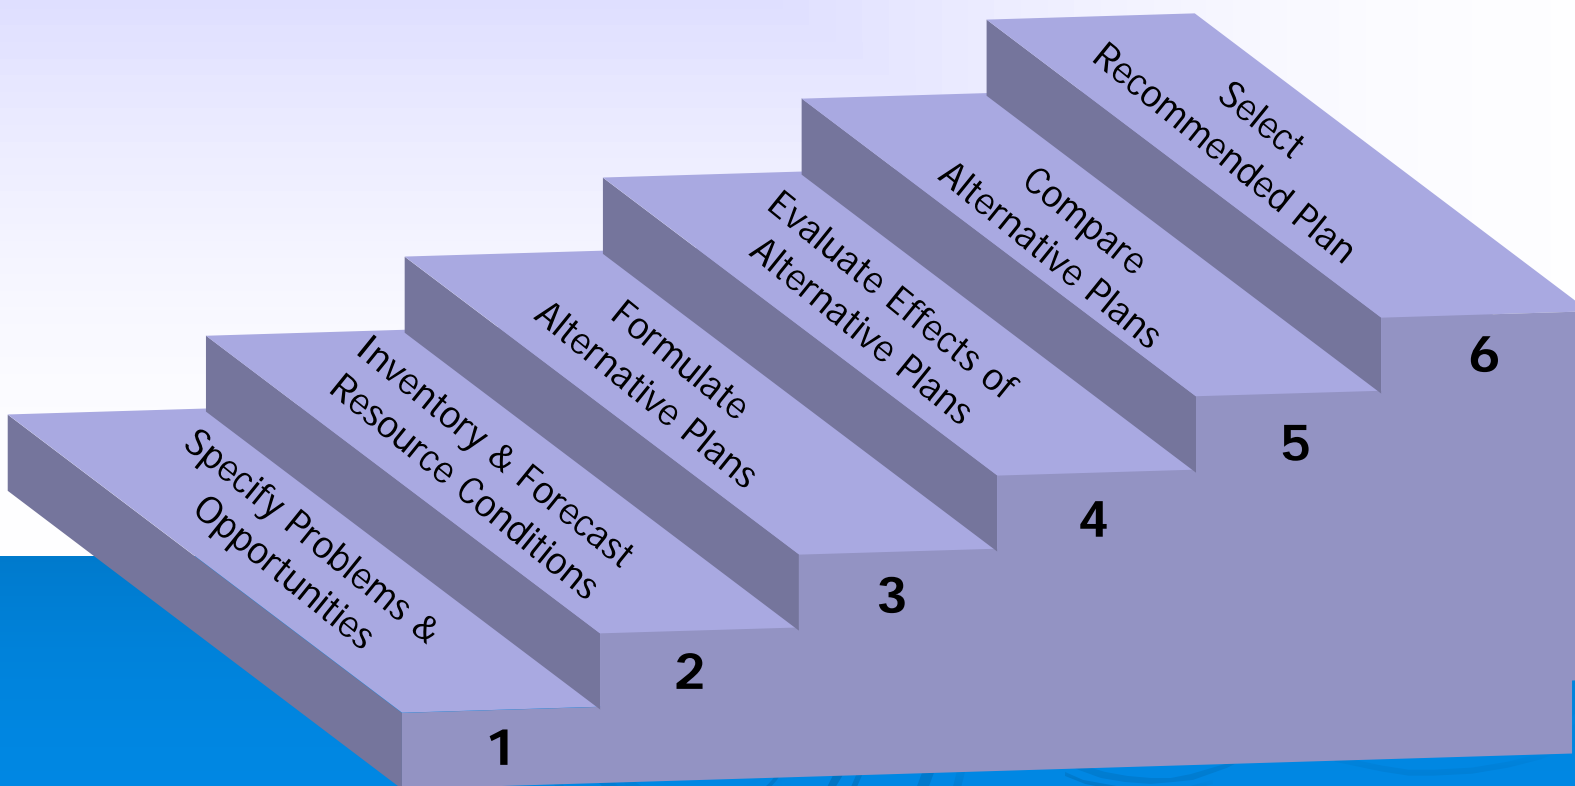 Specify Problems &
Opportunities
1
Inventory & Forecast
Resource Conditions
2
Formulate
Alternative Plans
3
Evaluate Effects of
Alternative Plans
4
Compare
Alternative Plans
5
Select
Recommended Plan
6